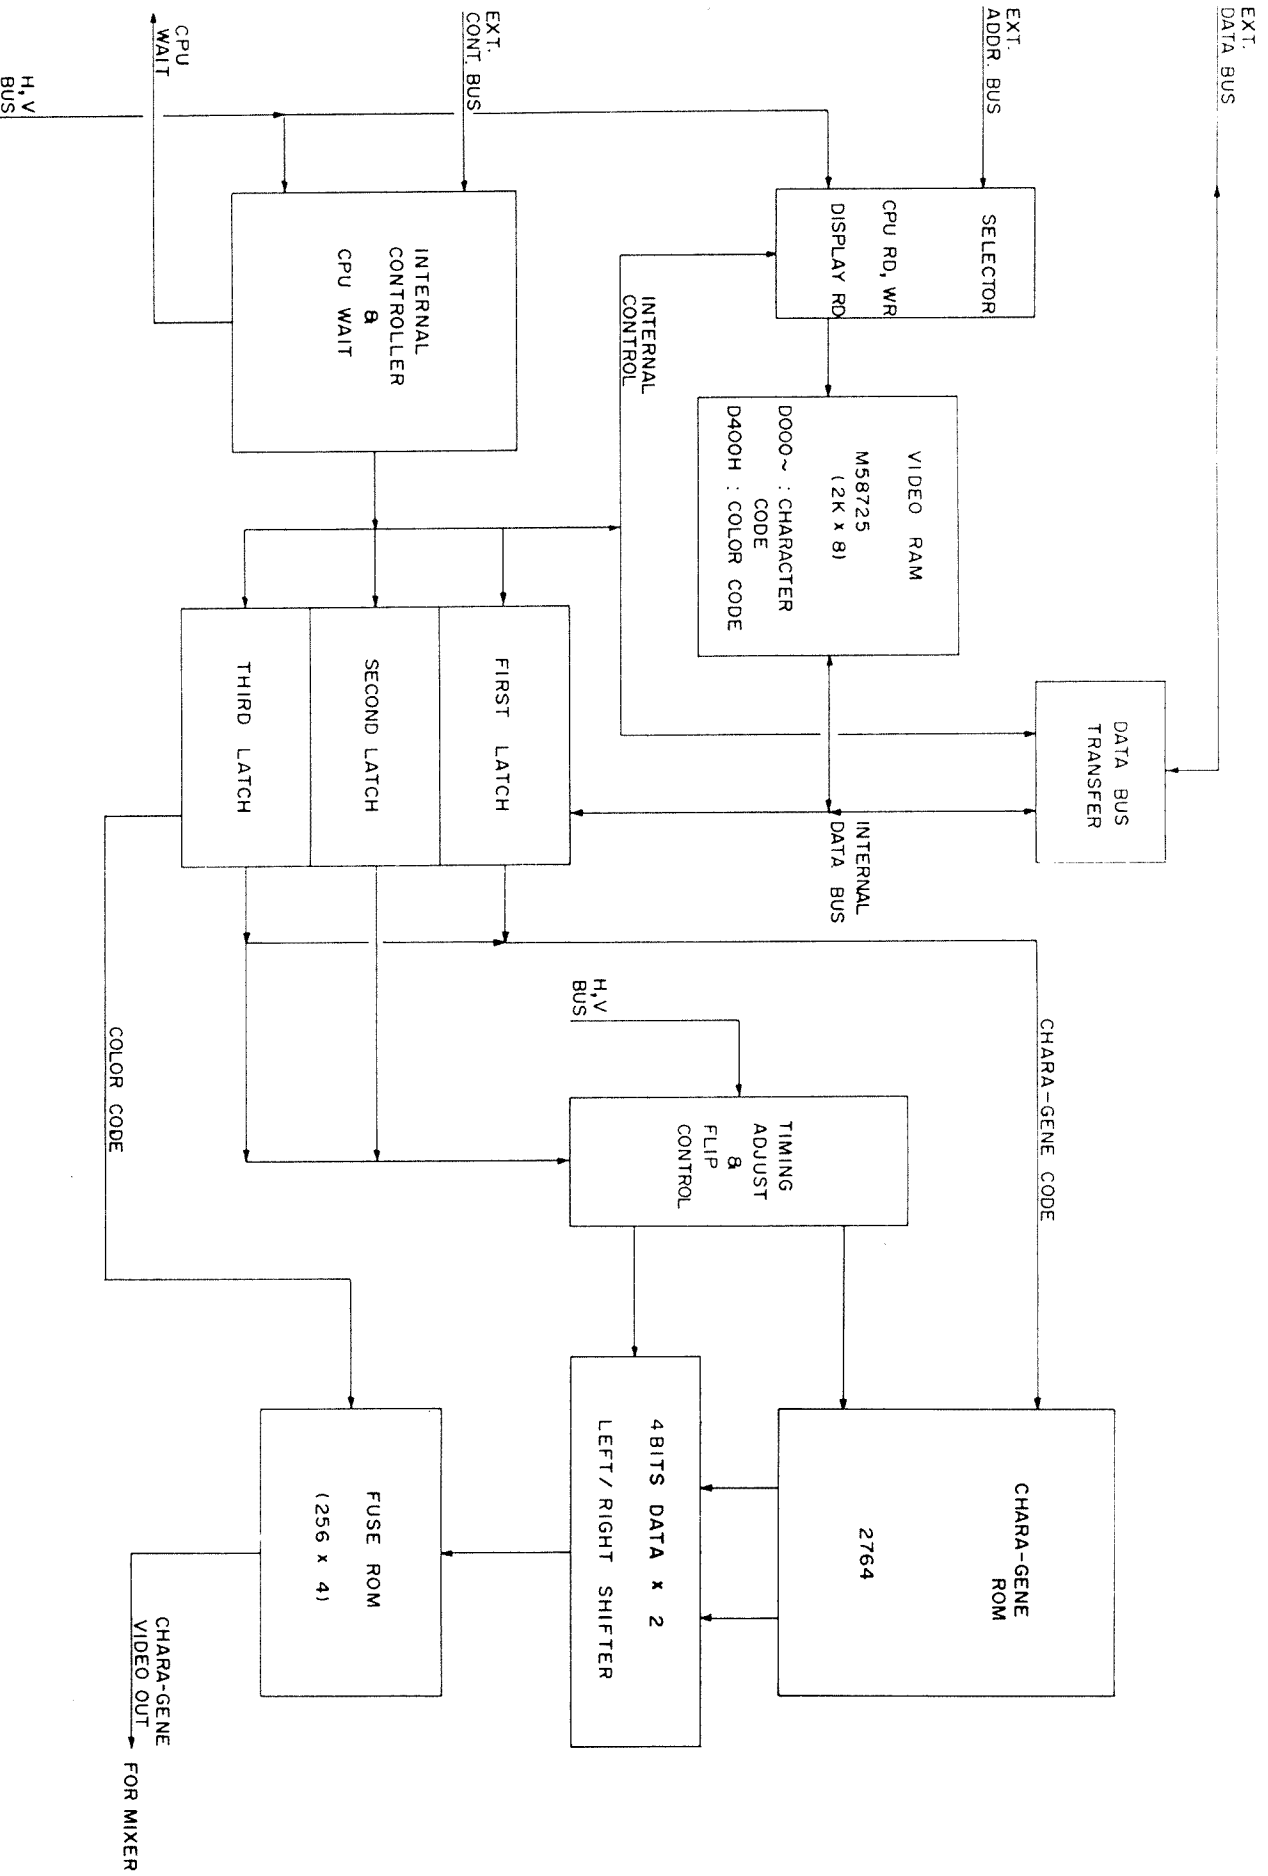 EXT.
DATA BUS
EXT.
ADDR. BUS
EXT.
CONT. BUS
CPU
WAIT
H,V
BUS
SELECTOR
CPU RD, WR
DISPLAY RD
INTERNAL
CONTROLLER
&
CPU WAIT
INTERNAL
CONTROL
VIDEO RAM
M58725
(2K x 8)
D000~ : CHARACTER
CODE
D400H : COLOR CODE
DATA BUS
TRANSFER
INTERNAL
DATA BUS
FIRST LATCH
SECOND LATCH
THIRD LATCH
CHARA-GENE CODE
H,V
BUS
TIMING
ADJUST
&
FLIP
CONTROL
COLOR CODE
CHARA-GENE
ROM
2764
4BITS DATA x 2
LEFT/RIGHT SHIFTER
FUSE ROM
(256 x 4)
CHARA-GENE
VIDEO OUT
FOR MIXER